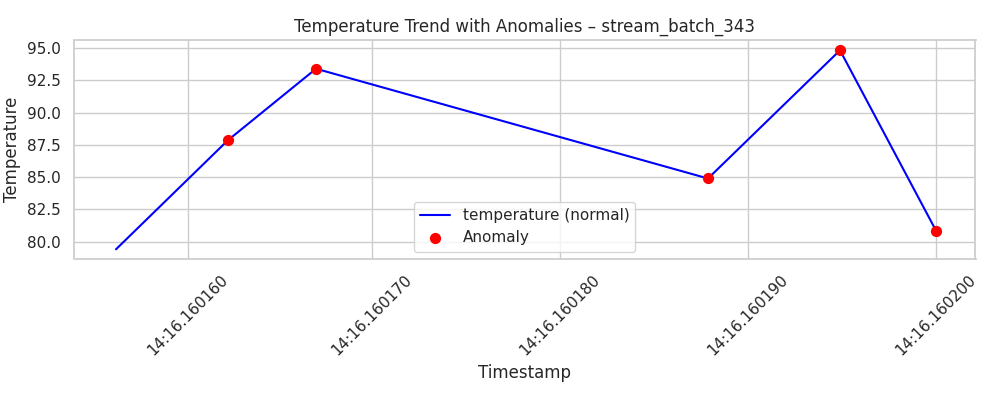 Temperature Trend with Anomalies – stream_batch_343
Temperature
95.0
92.5
90.0
87.5
85.0
82.5
80.0
temperature (normal)
Anomaly
14:16.160160
14:16.160170
14:16.160180
14:16.160190
14:16.160200
Timestamp